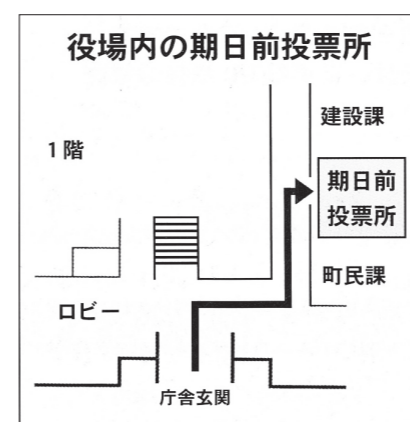 役場内の期日前投票所
建設課
1階
期日前
投票所
町民課
ロビー
庁舎玄関